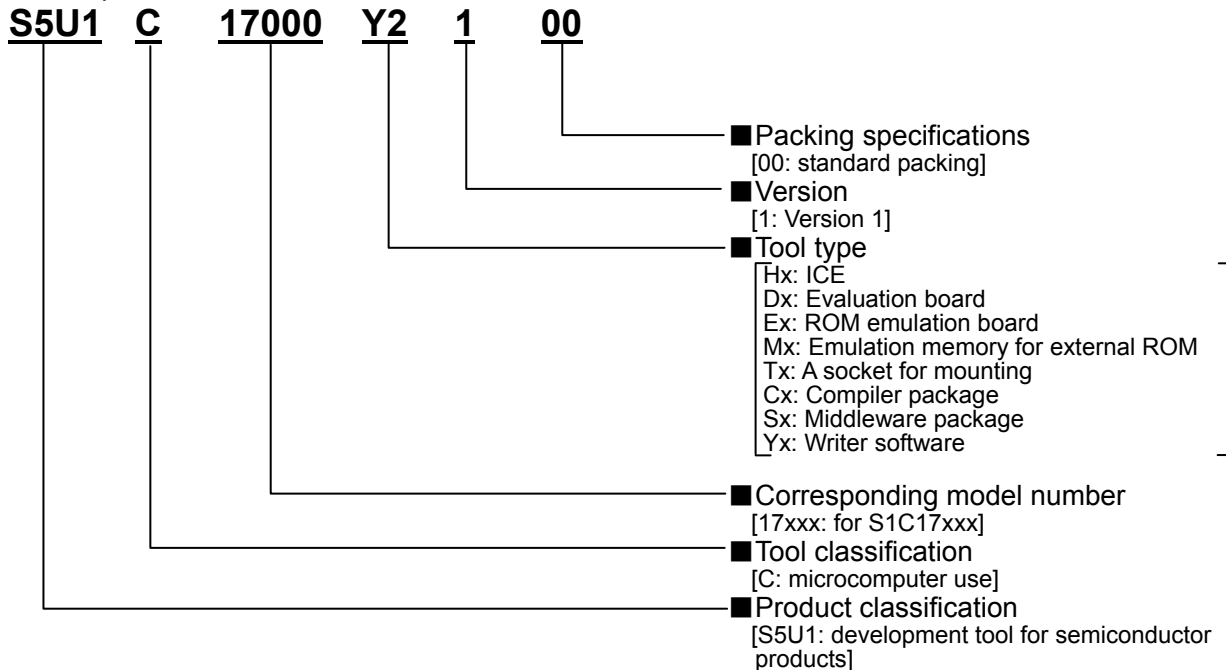 S5U1 C 17000 Y2 1 00
■Packing specifications
[00: standard packing]
■Version
[1: Version 1]
■Tool type
Hx: ICE
Dx: Evaluation board
Ex: ROM emulation board
Mx: Emulation memory for external ROM
Tx: A socket for mounting
Cx: Compiler package
Sx: Middleware package
Yx: Writer software
■Corresponding model number
[17xxx: for S1C17xxx]
■Tool classification
[C: microcomputer use]
■Product classification
[S5U1: development tool for semiconductor
products]